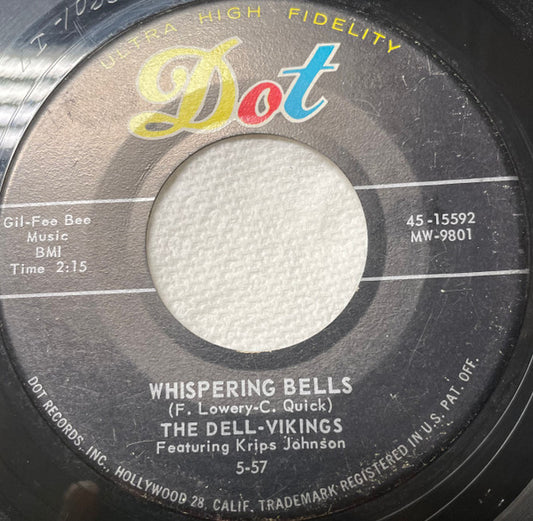 ULTRA HIGH FIDELITY
Dot
Gil-Fee Bee
Music
BMI
Time 2:15
45-15592
MW-9801
WHISPERING BELLS
(F. Lowery-C. Quick)
THE DELL-VIKINGS
Featuring Krips Johnson
5-57
DOT RECORDS, INC., HOLLYWOOD 28, CALIF. TRADEMARK REGISTERED IN U.S. PAT. OFF.